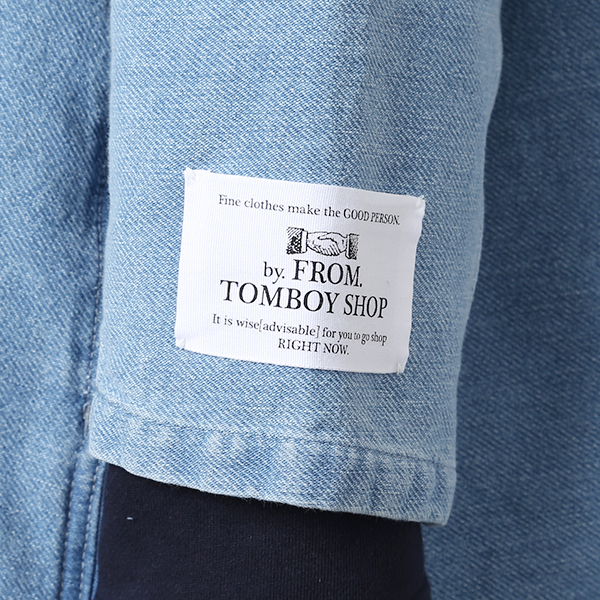 Fine clothes make the GOOD PERSON.
by. FROM.
TOMBOY SHOP
It is wise[advisable] for you to go shop
RIGHT NOW.